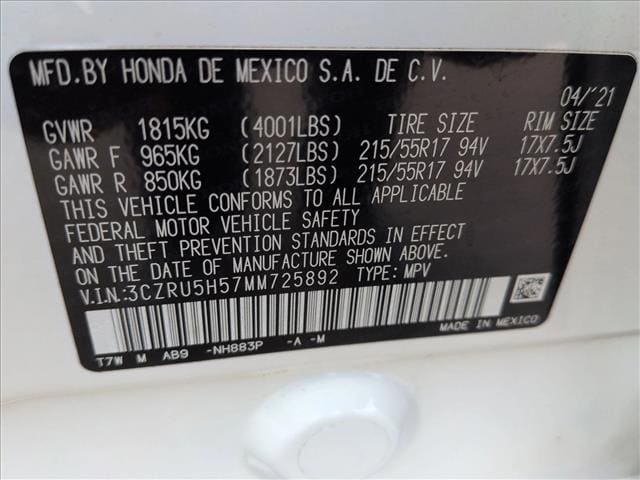 MFD.BY HONDA DE MEXICO S.A. DE C.V.
04/'21
GVWR 1815KG (4001LBS) TIRE SIZE RIM SIZE
GAWR F 965KG (2127LBS) 215/55R17 94V 17X7.5J
GAWR R 850KG (1873LBS) 215/55R17 94V 17X7.5J
THIS VEHICLE CONFORMS TO ALL APPLICABLE
FEDERAL MOTOR VEHICLE SAFETY
AND THEFT PREVENTION STANDARDS IN EFFECT
ON THE DATE OF MANUFACTURE SHOWN ABOVE.
V.I.N:3CZRU5H57MM725892 TYPE: MPV
MADE IN MEXICO
T7W M AB9 -NH883P -A -M